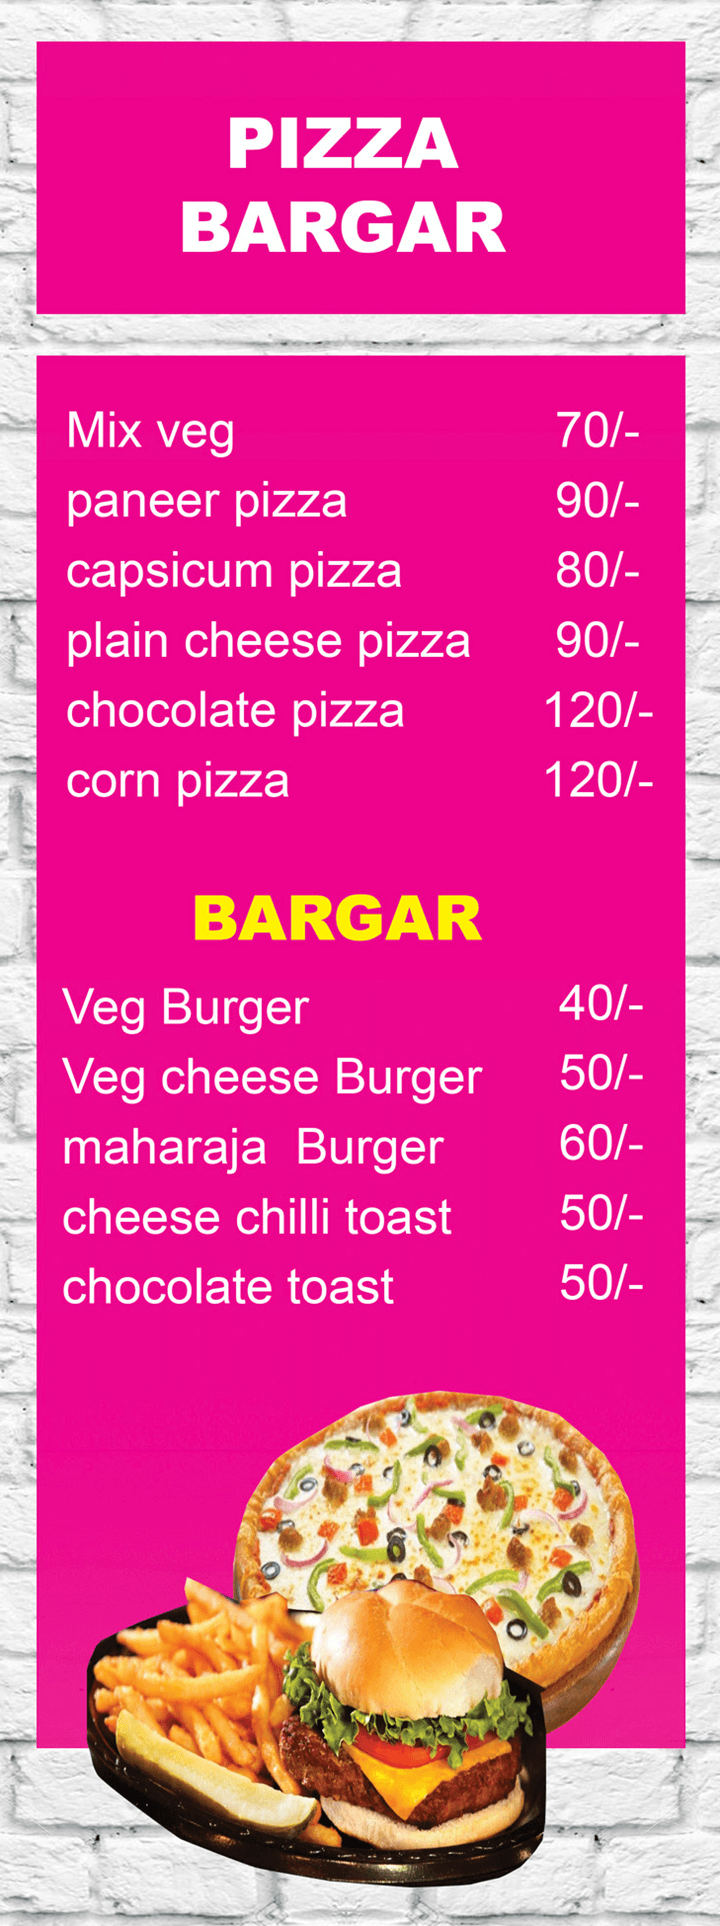 PIZZA
BARGAR
Mix veg 70/-
paneer pizza 90/-
capsicum pizza 80/-
plain cheese pizza 90/-
chocolate pizza 120/-
corn pizza 120/-
BARGAR
Veg Burger 40/-
Veg cheese Burger 50/-
maharaja Burger 60/-
cheese chilli toast 50/-
chocolate toast 50/-